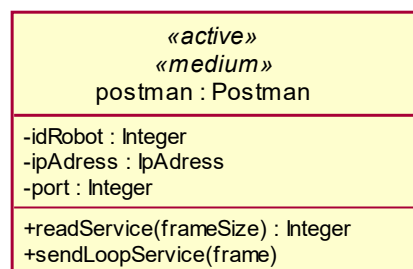 «active»
«medium»
postman : Postman
-idRobot : Integer
-ipAdress : IpAdress
-port : Integer
+readService(frameSize) : Integer
+sendLoopService(frame)